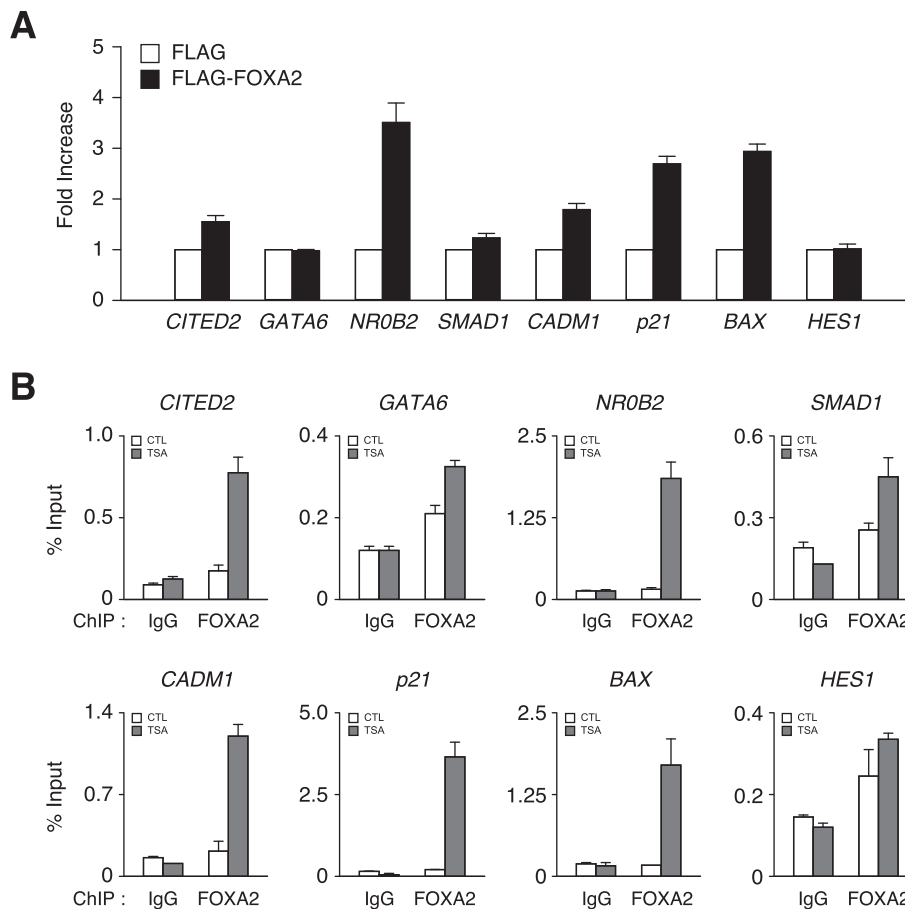 A
FLAG
FLAG-FOXA2
Fold Increase
5
4
3
2
1
0
CITED2 GATA6 NR0B2 SMAD1 CADM1 p21 BAX HES1
B
CITED2 GATA6 NR0B2 SMAD1
% Input
1.0
0.5
0
CTL
TSA
0.4
0.2
0
CTL
TSA
2.5
1.25
0
CTL
TSA
0.6
0.3
0
CTL
TSA
ChIP : IgG FOXA2 IgG FOXA2 IgG FOXA2 IgG FOXA2
CADM1 p21 BAX HES1
% Input
1.4
0.7
0
CTL
TSA
5.0
2.5
0
CTL
TSA
2.5
1.25
0
CTL
TSA
0.4
0.2
0
CTL
TSA
ChIP : IgG FOXA2 IgG FOXA2 IgG FOXA2 IgG FOXA2